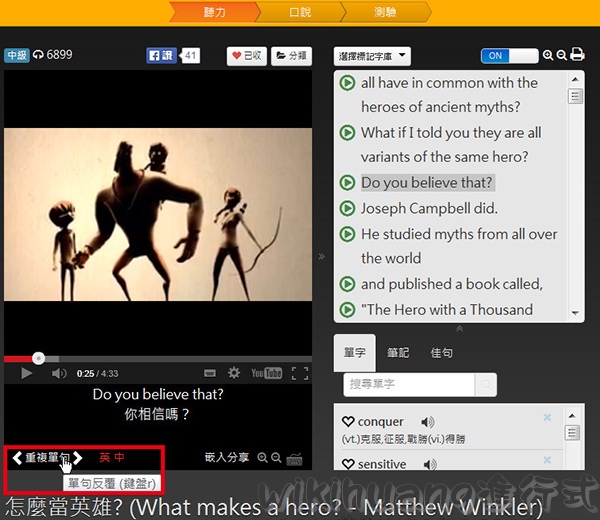 聽力
口說
測驗
中級 6899
讚 41
已收
分類
選擇標記字庫
ON
all have in common with the
heroes of ancient myths?
What if I told you they are all
variants of the same hero?
Do you believe that?
Joseph Campbell did.
He studied myths from all over
the world
and published a book called,
"The Hero with a Thousand
0:25 / 4:33
YouTube
Do you believe that?
你相信嗎？
重複單句
英 中
嵌入分享
單句反覆 (鍵盤r)
單字
筆記
佳句
搜尋單字
conquer
(vt.)克服,征服,戰勝(vi.)得勝
sensitive
怎麼當英雄? (What makes a hero? - Matthew Winkler)
wikihuang進行式